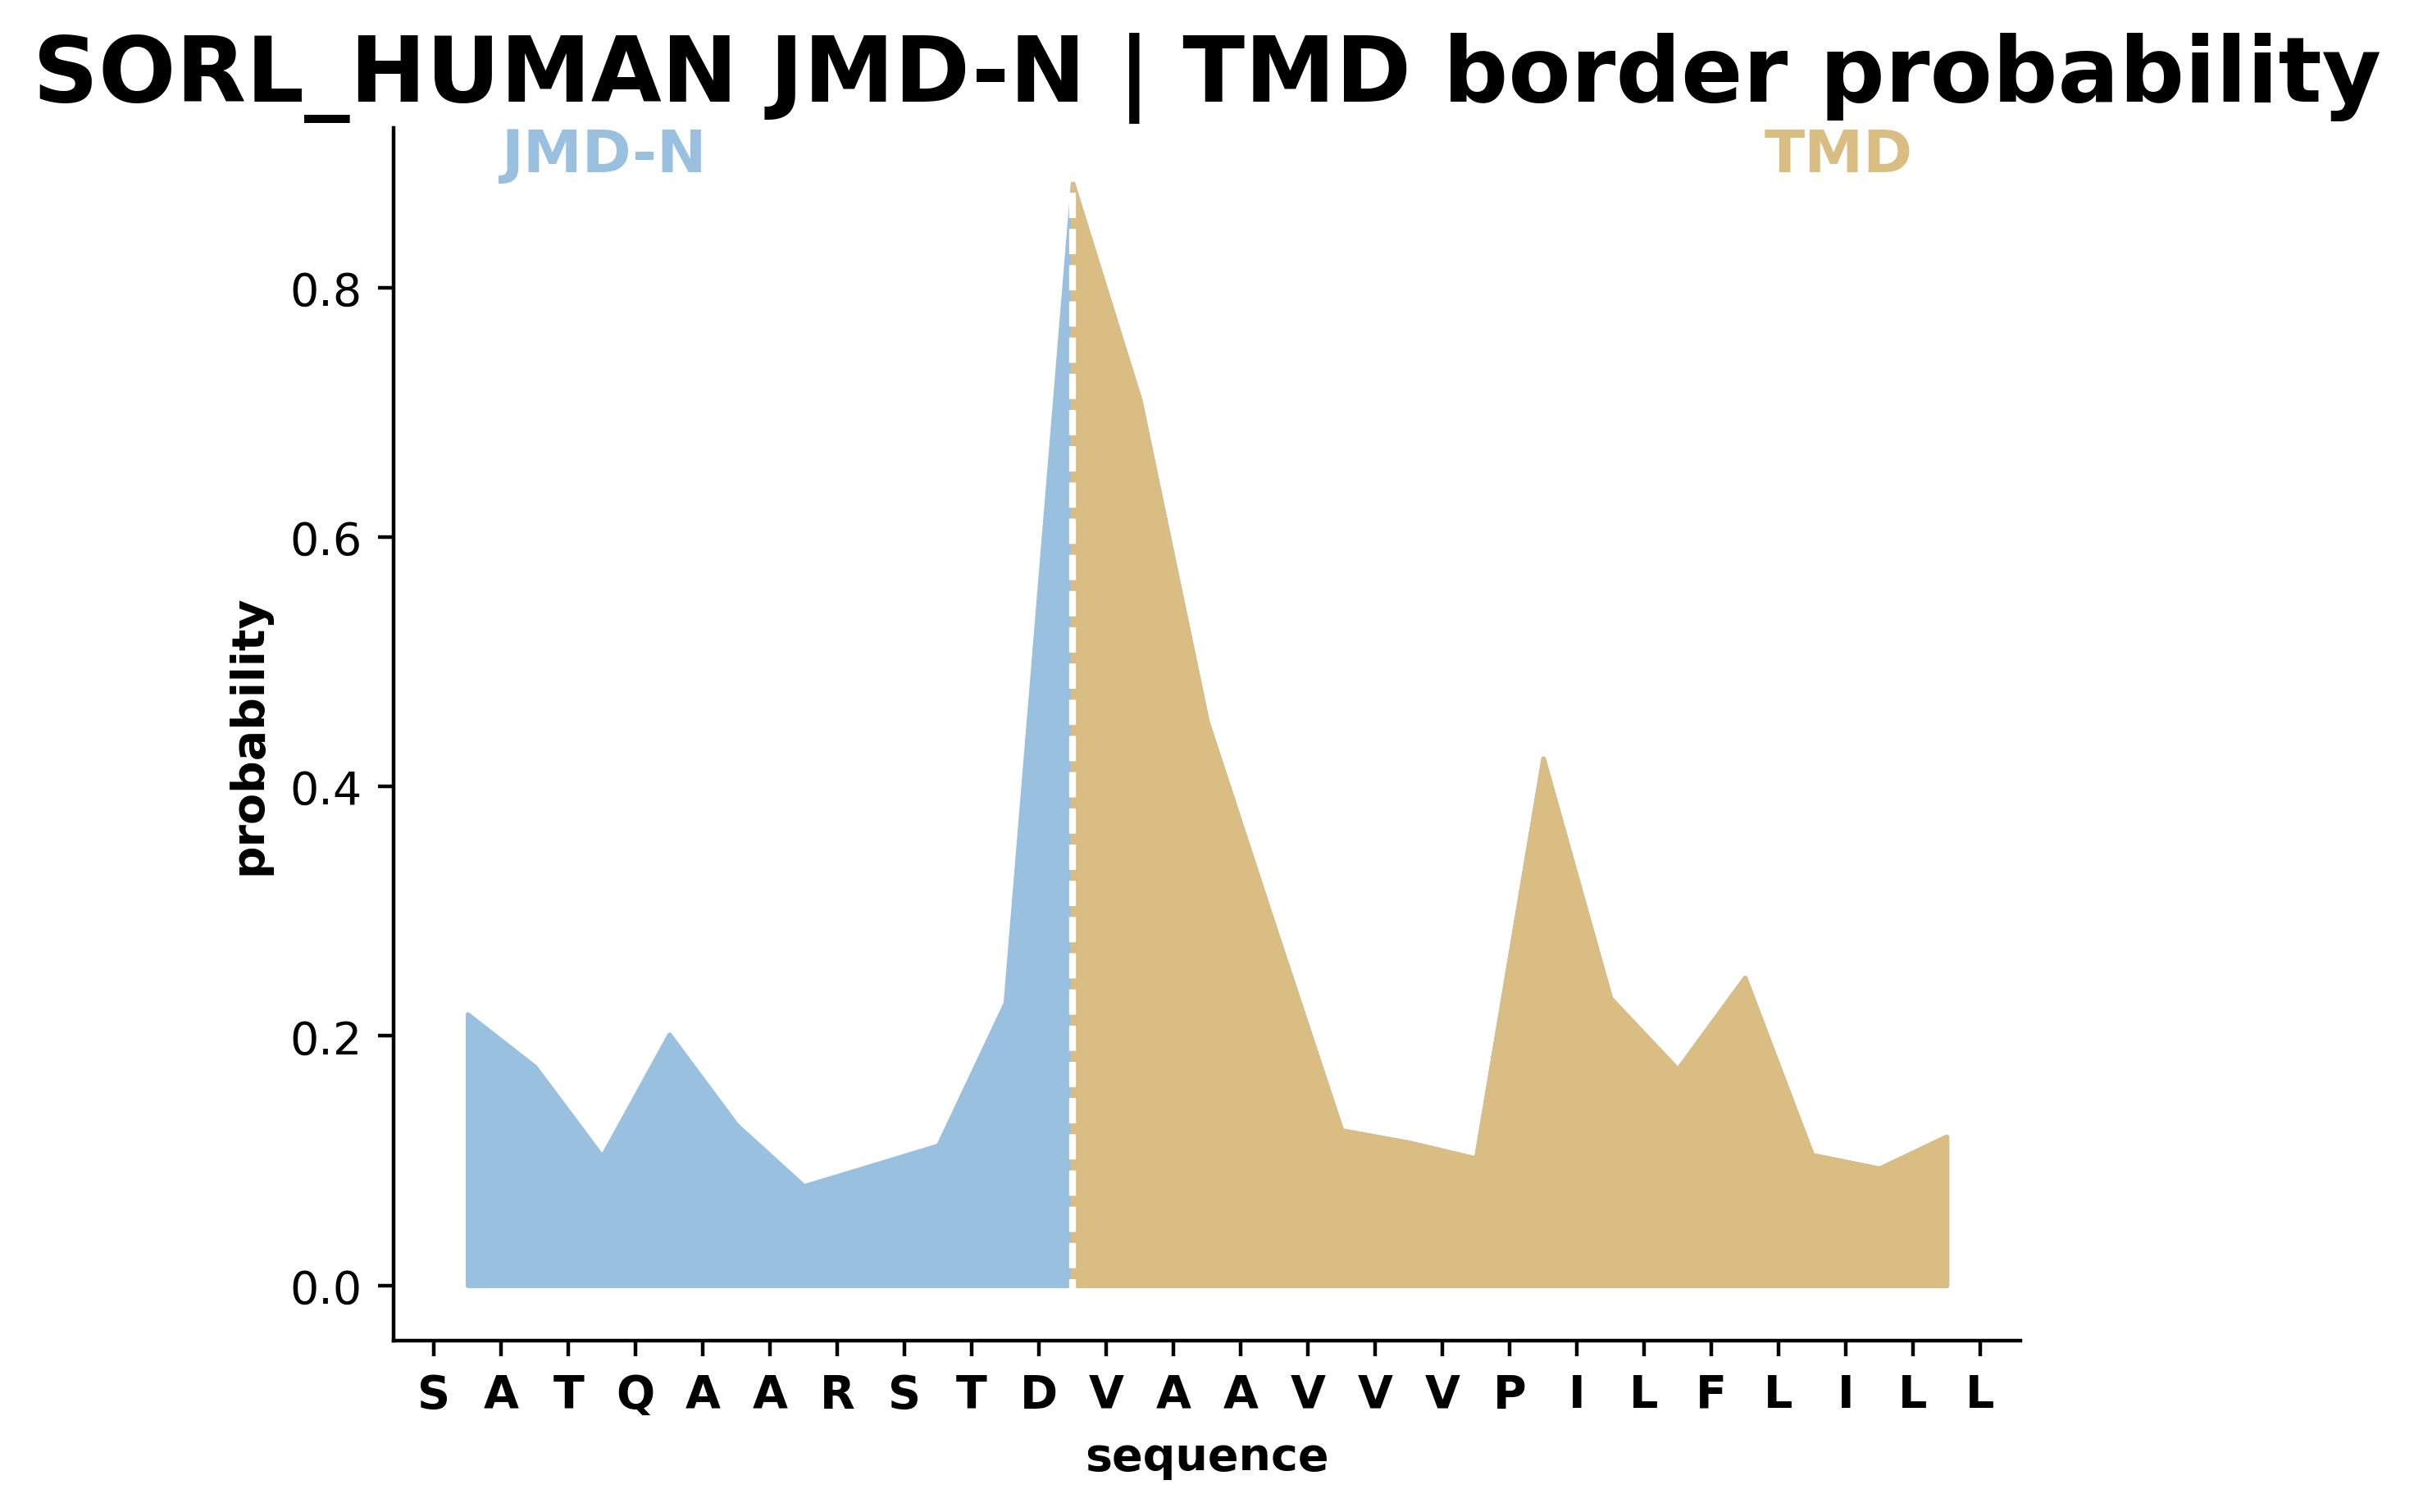 SORL_HUMAN JMD-N | TMD border probability
JMD-N TMD
probability
0.8
0.6
0.4
0.2
0.0
S A T Q A A R S T D V A A V V V P I L F L I L L
sequence